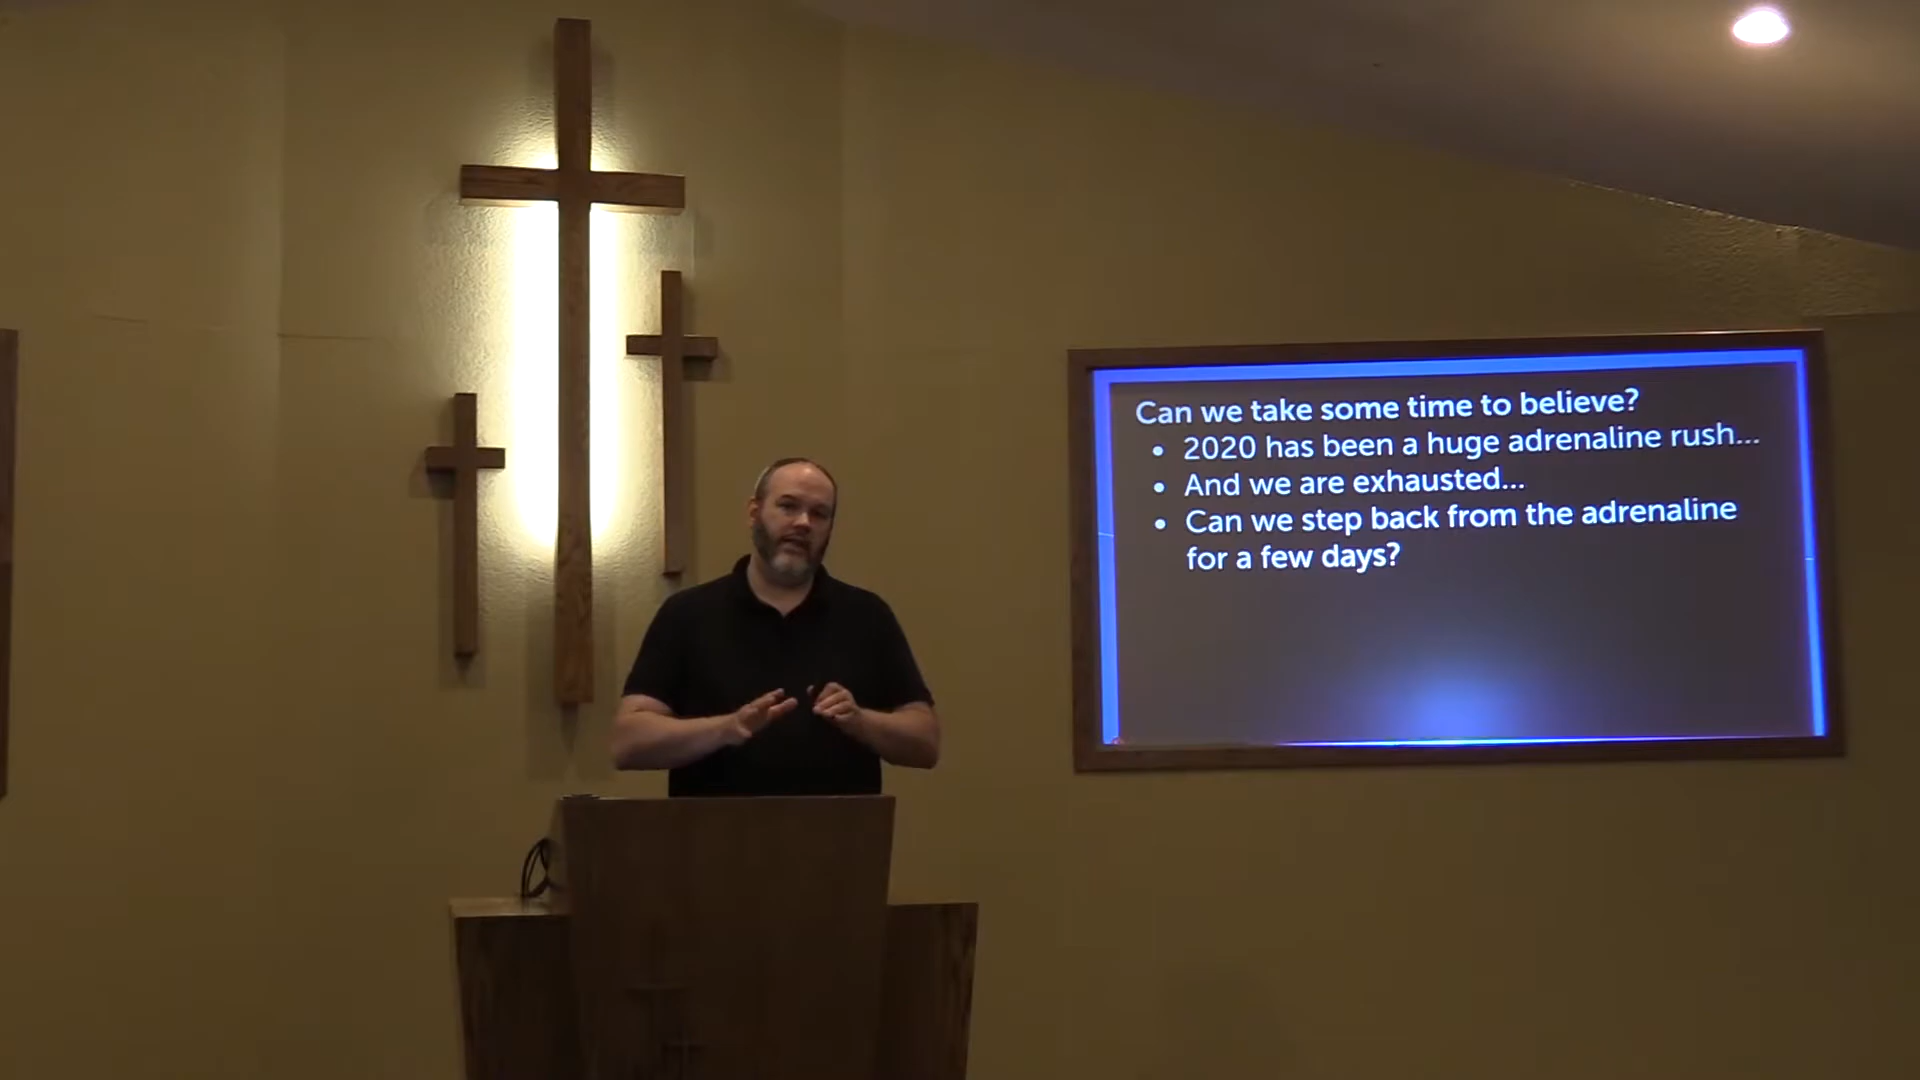 Can we take some time to believe?
• 2020 has been a huge adrenaline rush...
• And we are exhausted...
• Can we step back from the adrenaline
for a few days?